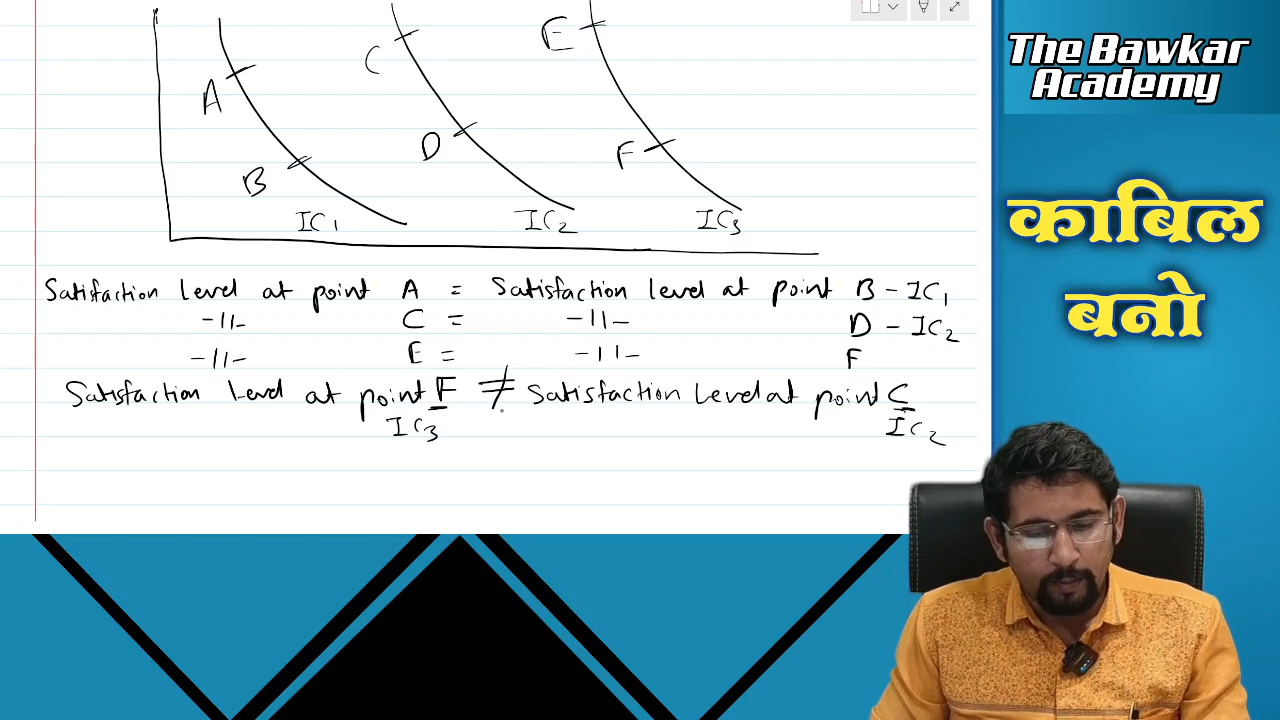 E
The Bawkar
Academy
C
A
D
F
B
IC1 IC2 IC3
काबिल
बनो
Satisfaction level at point A = Satisfaction level at point B - IC1
-11- C = -11- D - IC2
-11- E = -11- F
Satisfaction Level at point F ≠ Satisfaction Level at point C
IC3 IC2